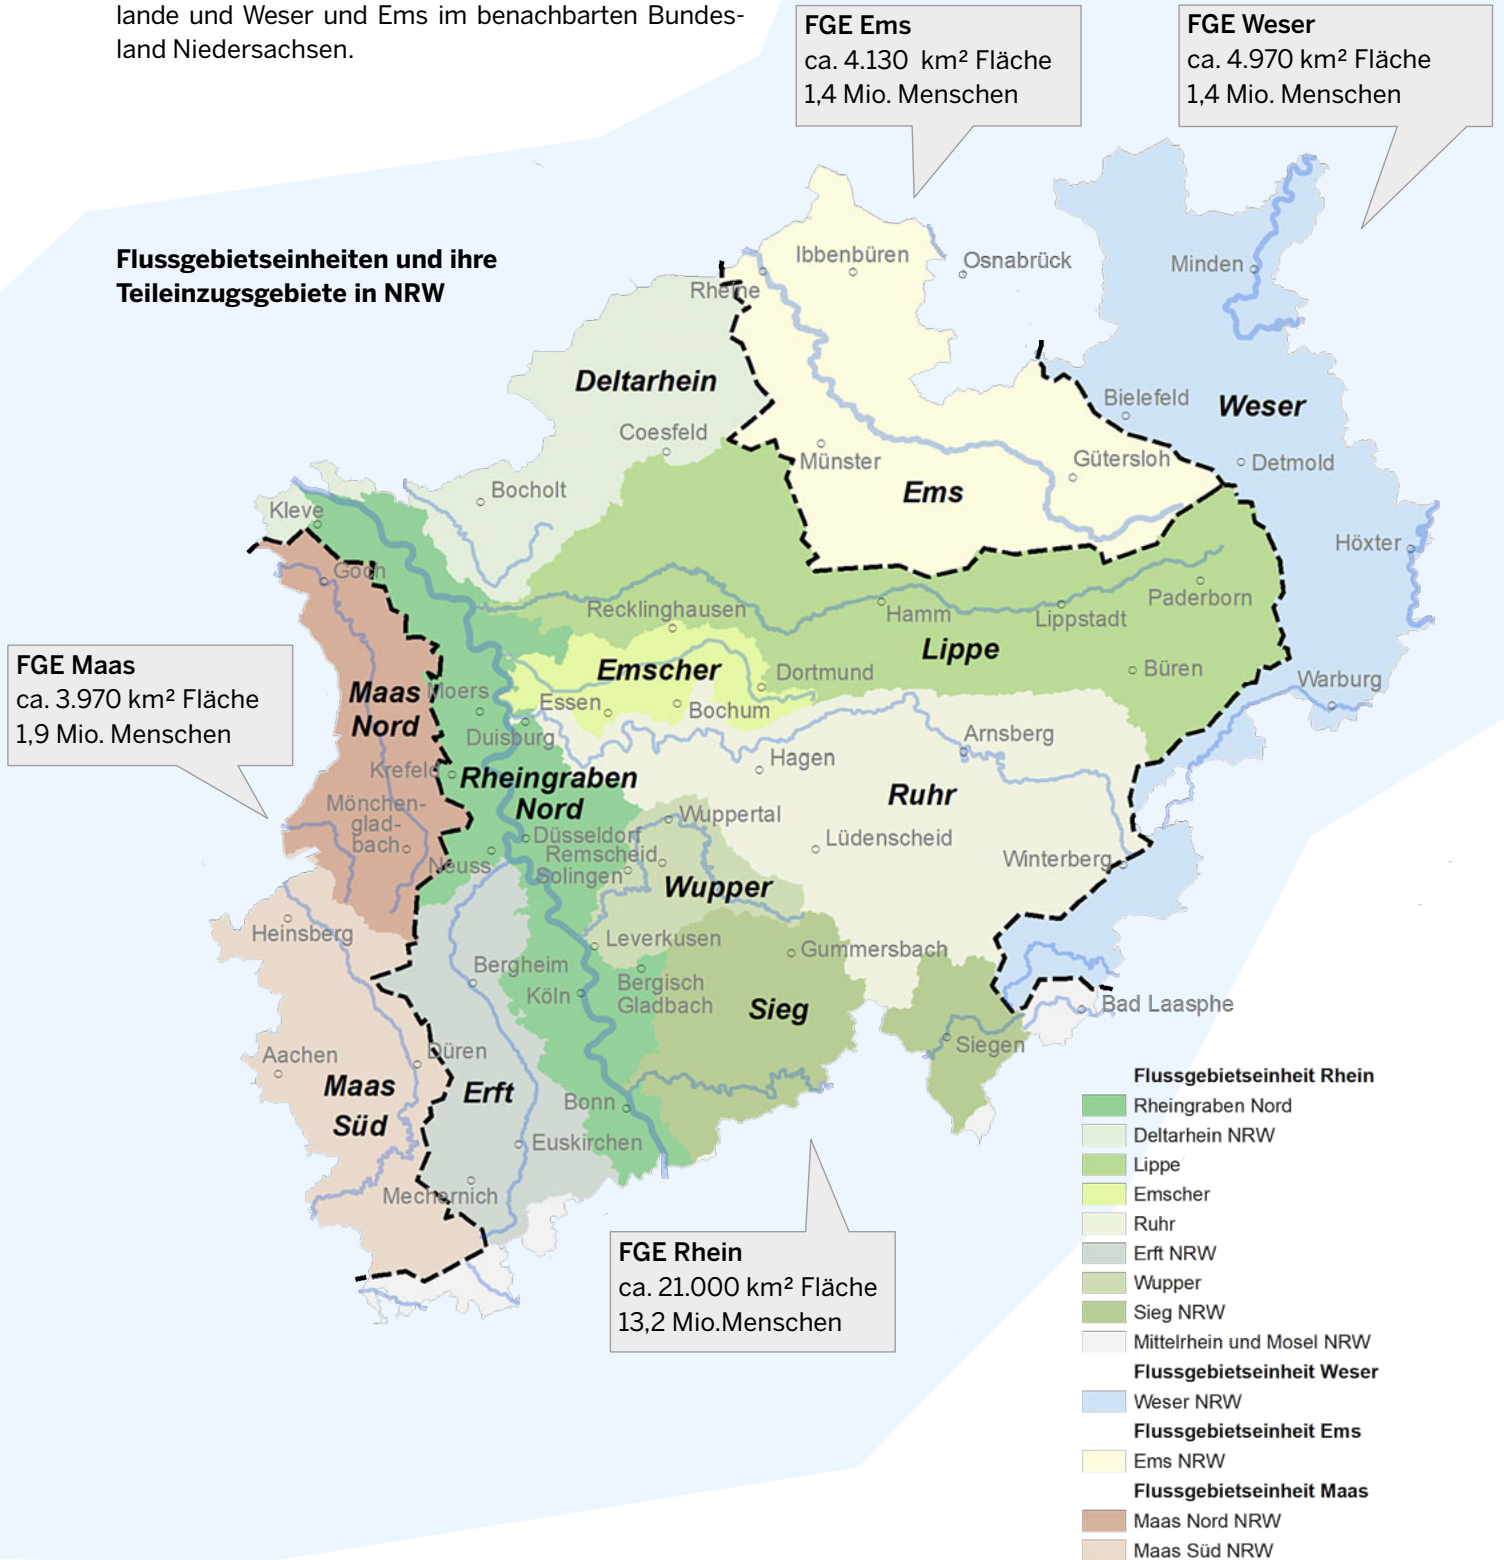 lande und Weser und Ems im benachbarten Bundes-
land Niedersachsen.
FGE Ems
ca. 4.130 km² Fläche
1,4 Mio. Menschen
FGE Weser
ca. 4.970 km² Fläche
1,4 Mio. Menschen
Flussgebietseinheiten und ihre
Teileinzugsgebiete in NRW
Ibbenbüren
Osnabrück
Minden
Rheine
Deltarhein
Bielefeld
Weser
Coesfeld
Münster
Gütersloh
Detmold
Bocholt
Ems
Kleve
Höxter
Goch
Recklinghausen
Hamm
Lippstadt
Paderborn
Lippe
FGE Maas
ca. 3.970 km² Fläche
1,9 Mio. Menschen
Emscher
Dortmund
Büren
Warburg
Maas
Nord
Moers
Essen
Bochum
Duisburg
Arnsberg
Hagen
Krefeld
Rheingraben
Nord
Ruhr
Mönchen-
glad-
bach
Wuppertal
Düsseldorf
Lüdenscheid
Neuss
Remscheid
Solingen
Winterberg
Wupper
Heinsberg
Leverkusen
Gummersbach
Bergheim
Köln
Bergisch
Gladbach
Sieg
Bad Laasphe
Aachen
Düren
Siegen
Maas
Süd
Erft
Bonn
Euskirchen
Mechernich
FGE Rhein
ca. 21.000 km² Fläche
13,2 Mio.Menschen
Flussgebietseinheit Rhein
Rheingraben Nord
Deltarhein NRW
Lippe
Emscher
Ruhr
Erft NRW
Wupper
Sieg NRW
Mittelrhein und Mosel NRW
Flussgebietseinheit Weser
Weser NRW
Flussgebietseinheit Ems
Ems NRW
Flussgebietseinheit Maas
Maas Nord NRW
Maas Süd NRW